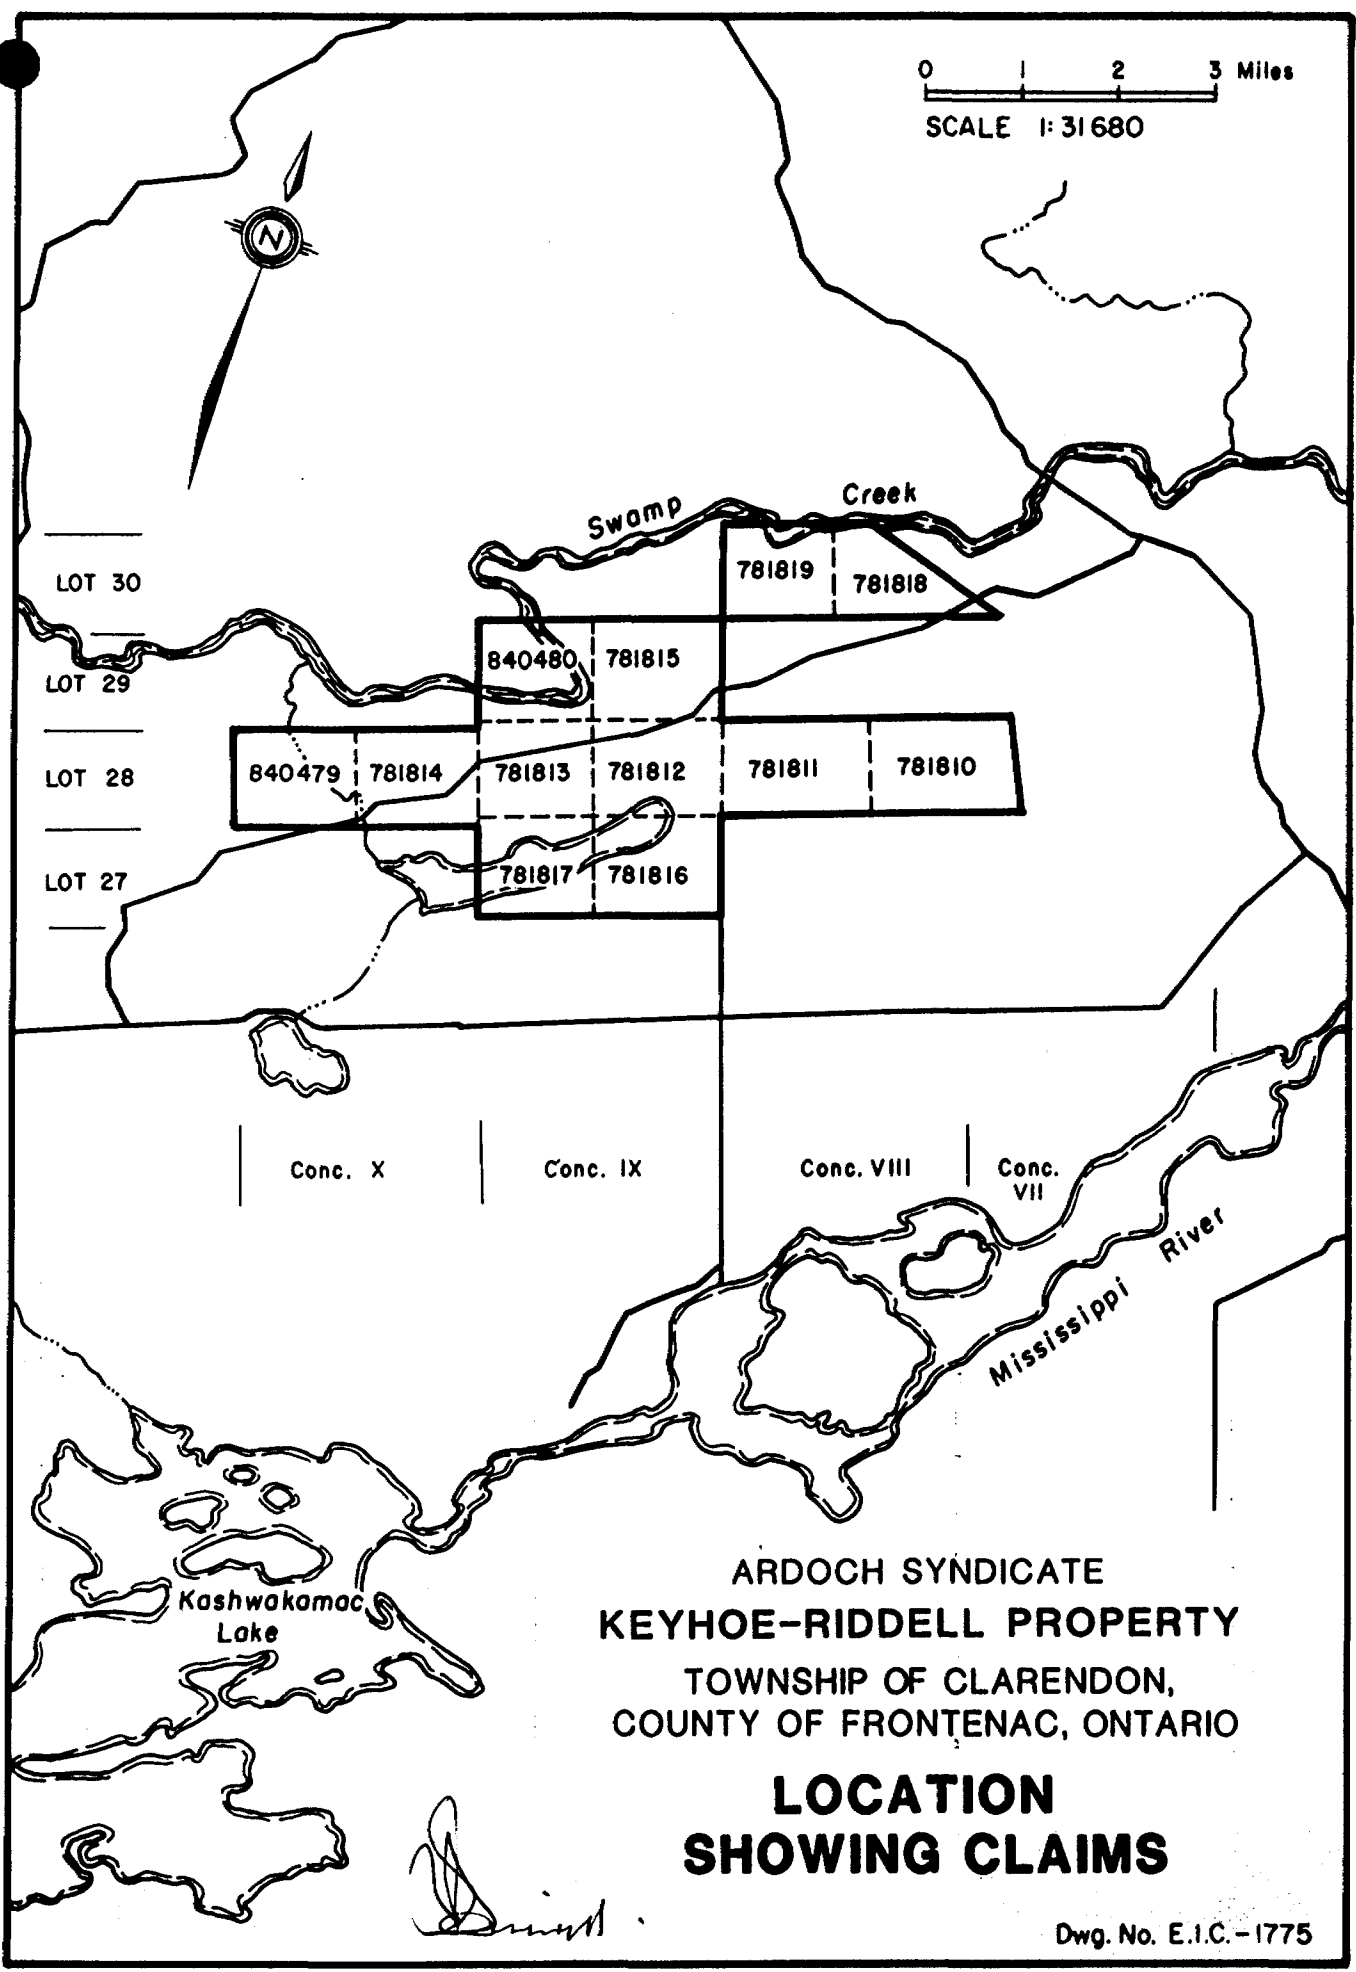 0 1 2 3 Miles
SCALE 1:31680
N
Swamp Creek
LOT 30
781819 781818
LOT 29
840480 781815
LOT 28
840479 781814 781813 781812 781811 781810
LOT 27
781817 781816
Conc. X Conc. IX Conc. VIII Conc.
VII
Mississippi River
Kashwakamac
Lake
ARDOCH SYNDICATE
KEYHOE-RIDDELL PROPERTY
TOWNSHIP OF CLARENDON,
COUNTY OF FRONTENAC, ONTARIO
LOCATION
SHOWING CLAIMS
Dwg. No. E.I.C.-1775